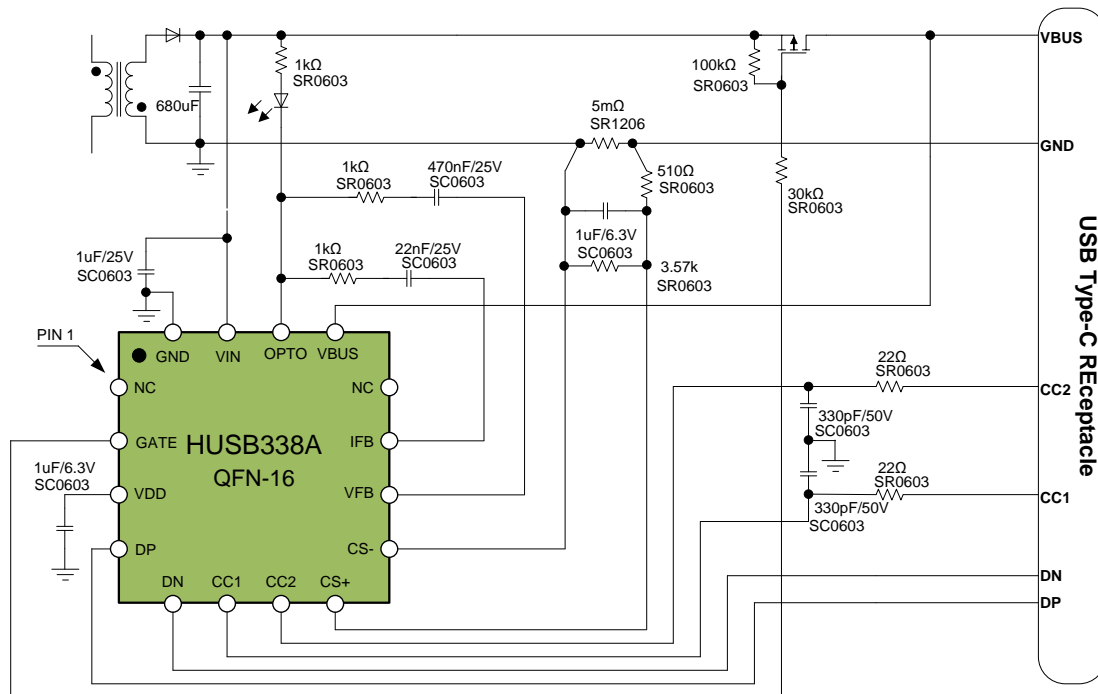 VBUS
1kΩ
SR0603
100kΩ
SR0603
680uF
5mΩ
SR1206
GND
1kΩ
SR0603
470nF/25V
SC0603
510Ω
SR0603
30kΩ
SR0603
1uF/6.3V
SC0603
1kΩ
SR0603
22nF/25V
SC0603
1uF/25V
SC0603
3.57k
SR0603
USB Type-C REceptacle
PIN 1
GND
VIN
OPTO
VBUS
NC
NC
22Ω
SR0603
CC2
330pF/50V
SC0603
GATE
HUSB338A
QFN-16
IFB
1uF/6.3V
SC0603
VDD
VFB
22Ω
SR0603
CC1
330pF/50V
SC0603
DP
CS-
DN
CC1
CC2
CS+
DN
DP